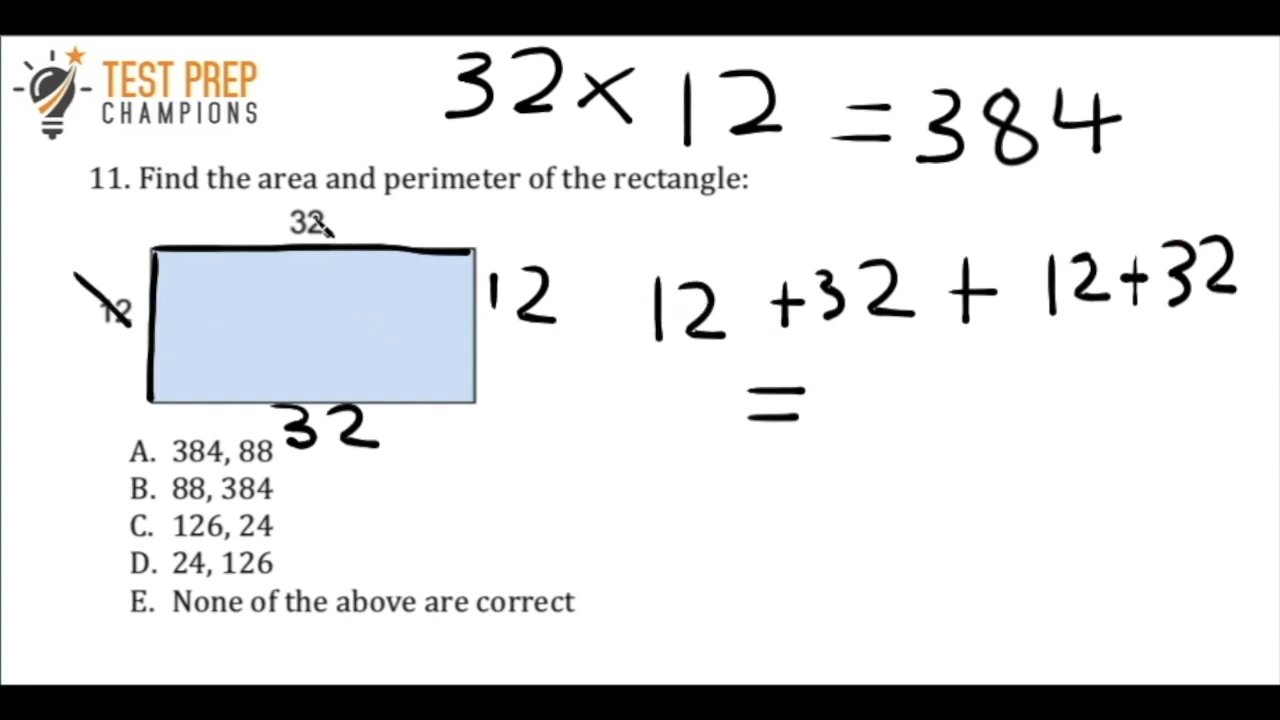 TEST PREP
CHAMPIONS
32 × 12 = 384
11. Find the area and perimeter of the rectangle:
32
12
12
12 + 32 + 12 + 32
=
32
A. 384, 88
B. 88, 384
C. 126, 24
D. 24, 126
E. None of the above are correct